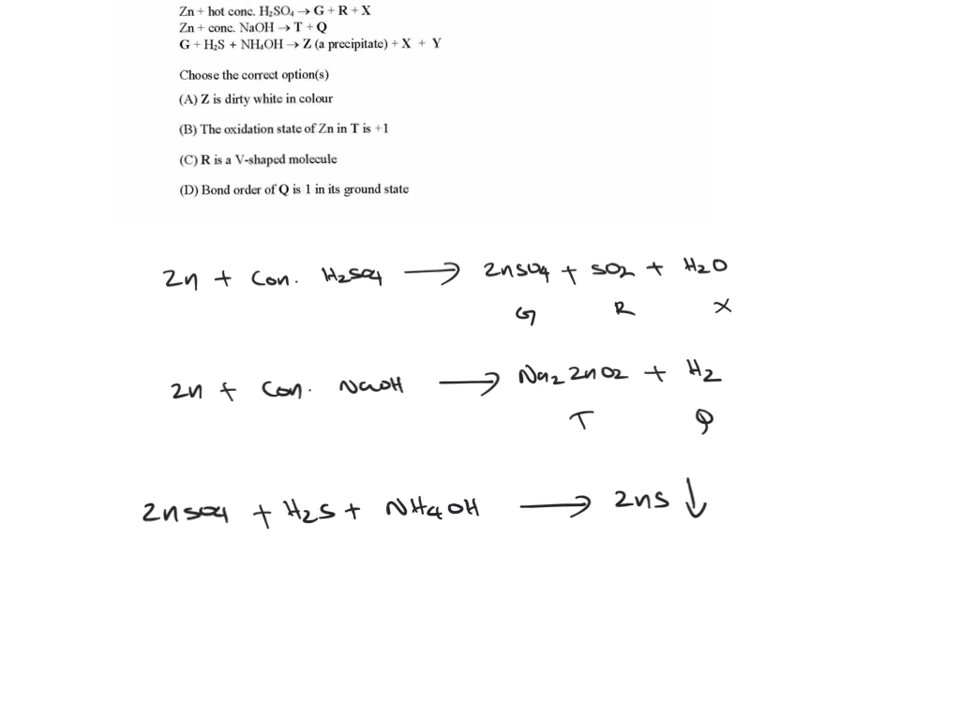 Zn + hot conc. H₂SO₄ → G + R + X
Zn + conc. NaOH → T + Q
G + H₂S + NH₄OH → Z (a precipitate) + X + Y
Choose the correct option(s)
(A) Z is dirty white in colour
(B) The oxidation state of Zn in T is +1
(C) R is a V-shaped molecule
(D) Bond order of Q is 1 in its ground state
Zn + Con. H₂SO₄ → ZnSO₄ + SO₂ + H₂O
G R X
Zn + Con. NaOH → Na₂ZnO₂ + H₂
T Q
ZnSO₄ + H₂S + NH₄OH → ZnS ↓